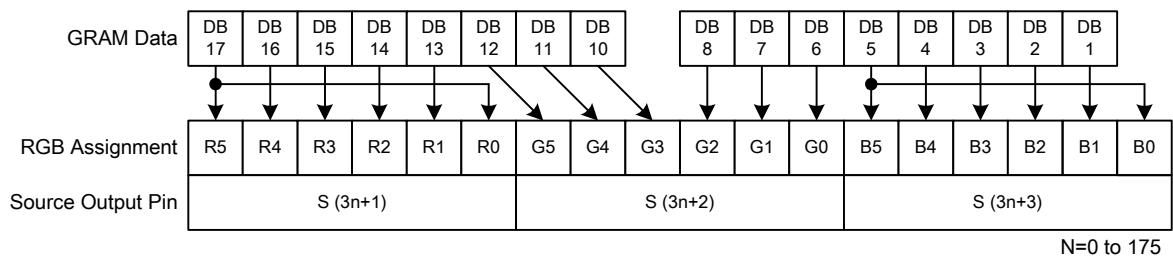 GRAM Data DB 17 DB 16 DB 15 DB 14 DB 13 DB 12 DB 11 DB 10 DB 8 DB 7 DB 6 DB 5 DB 4 DB 3 DB 2 DB 1
RGB Assignment R5 R4 R3 R2 R1 R0 G5 G4 G3 G2 G1 G0 B5 B4 B3 B2 B1 B0
Source Output Pin S (3n+1) S (3n+2) S (3n+3)
N=0 to 175